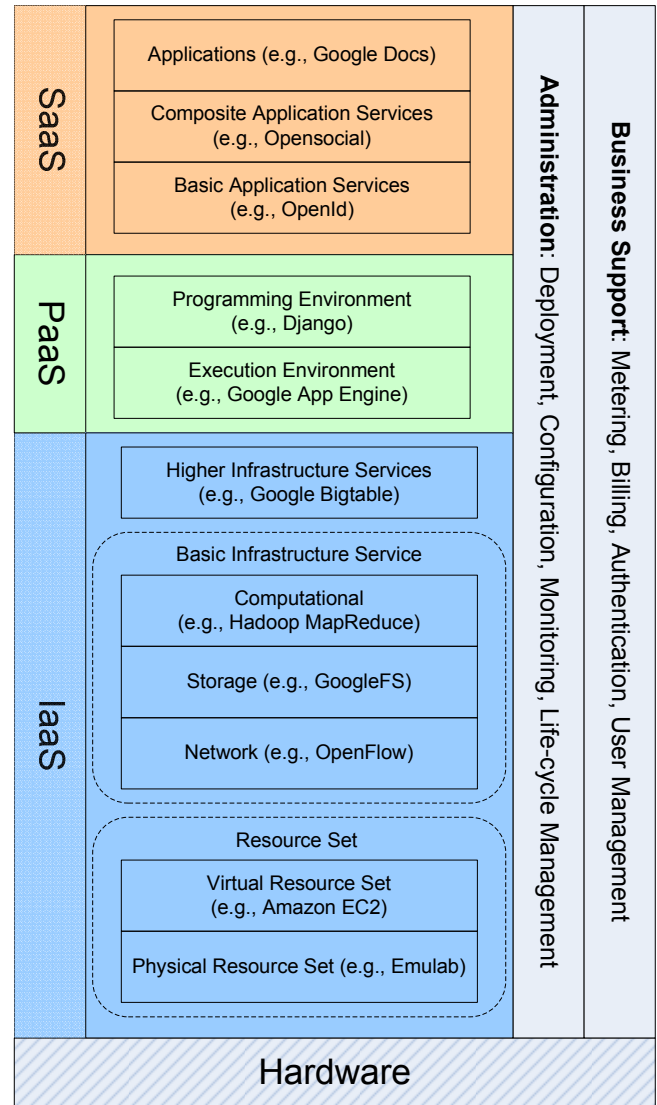 SaaS
Applications (e.g., Google Docs)
Composite Application Services
(e.g., Opensocial)
Basic Application Services
(e.g., OpenId)
PaaS
Programming Environment
(e.g., Django)
Execution Environment
(e.g., Google App Engine)
IaaS
Higher Infrastructure Services
(e.g., Google Bigtable)
Basic Infrastructure Service
Computational
(e.g., Hadoop MapReduce)
Storage (e.g., GoogleFS)
Network (e.g., OpenFlow)
Resource Set
Virtual Resource Set
(e.g., Amazon EC2)
Physical Resource Set (e.g., Emulab)
Administration: Deployment, Configuration, Monitoring, Life-cycle Management
Business Support: Metering, Billing, Authentication, User Management
Hardware